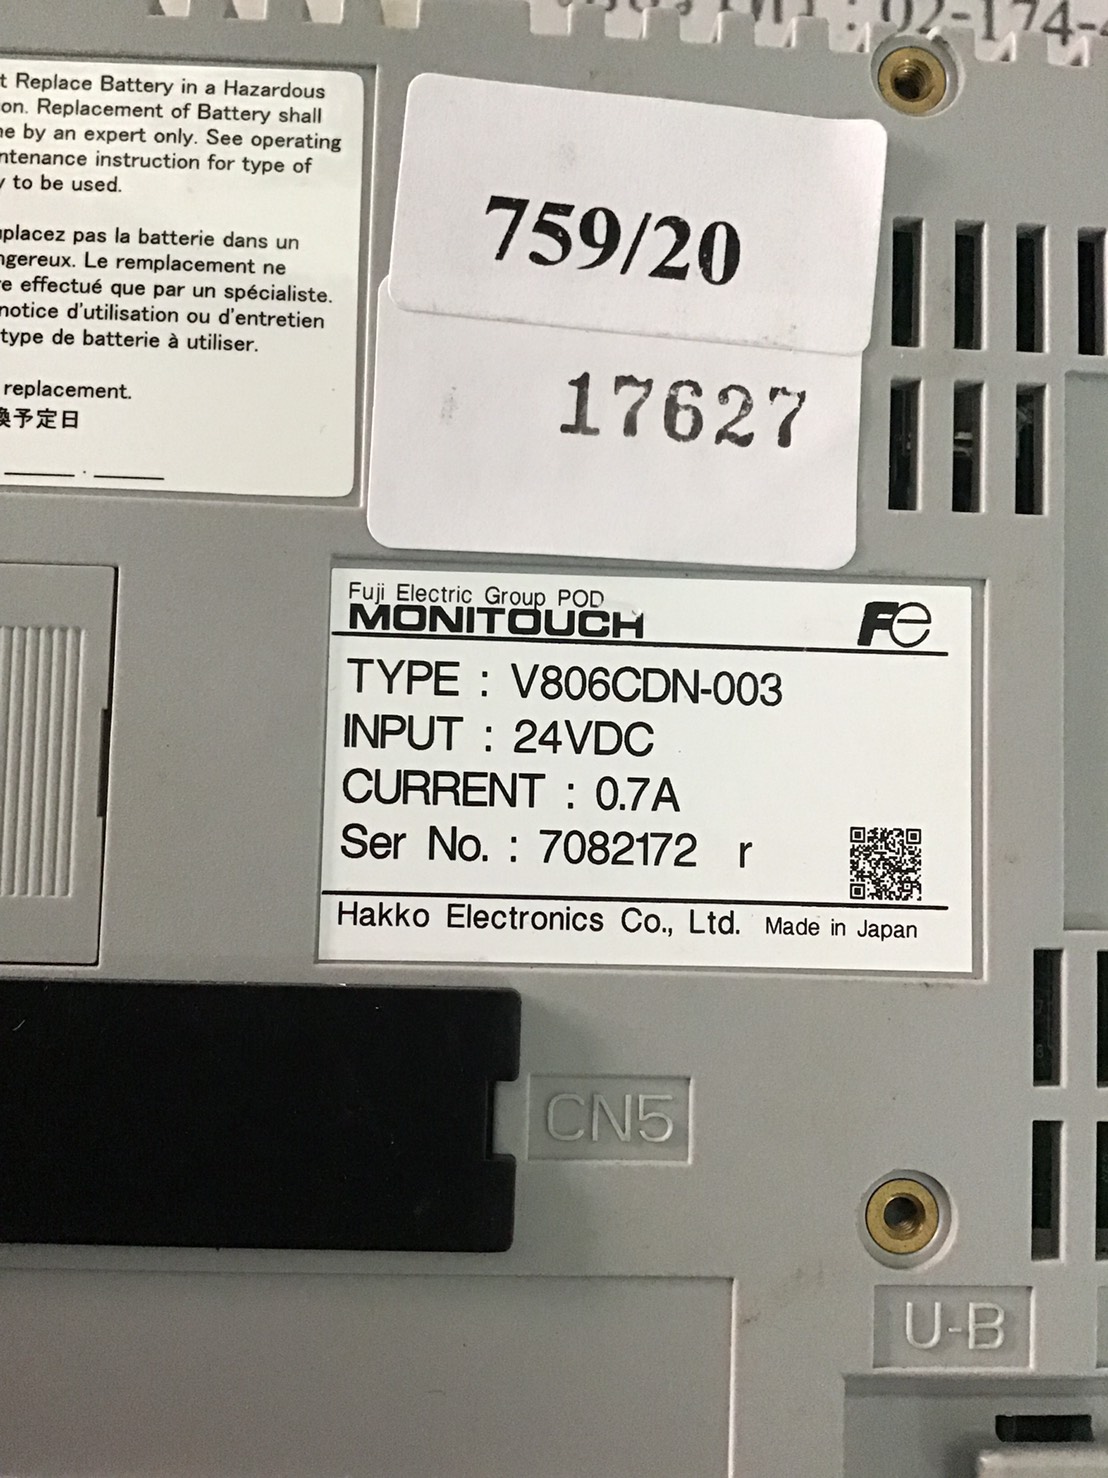 : 02-174-
t Replace Battery in a Hazardous
on. Replacement of Battery shall
ne by an expert only. See operating
ntenance instruction for type of
y to be used.
placez pas la batterie dans un
ngereux. Le remplacement ne
e effectué que par un spécialiste.
notice d'utilisation ou d'entretien
type de batterie à utiliser.
replacement.
換予定日
759/20
17627
Fuji Electric Group POD
MONITOUCH
Fe
TYPE : V806CDN-003
INPUT : 24VDC
CURRENT : 0.7A
Ser No. : 7082172 r
Hakko Electronics Co., Ltd. Made in Japan
CN5
U-B